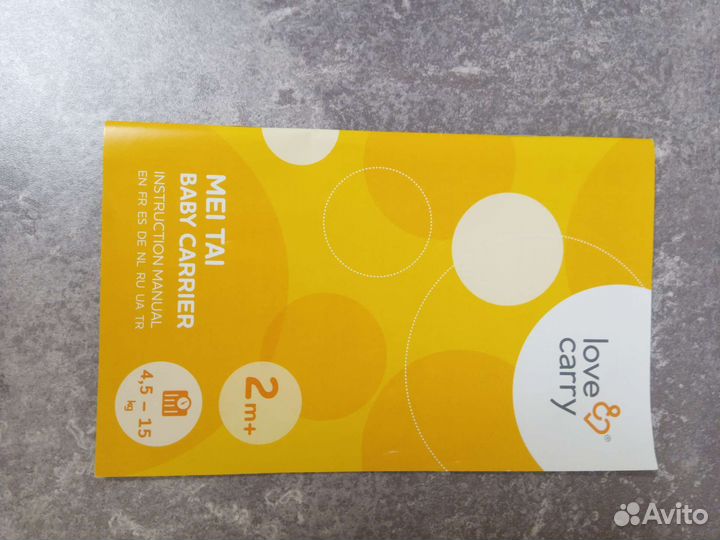 love & carry®
MEI TAI
BABY CARRIER
INSTRUCTION MANUAL
EN FR ES DE NL RU UA TR
2 m+
4,5 – 15
kg
Avito